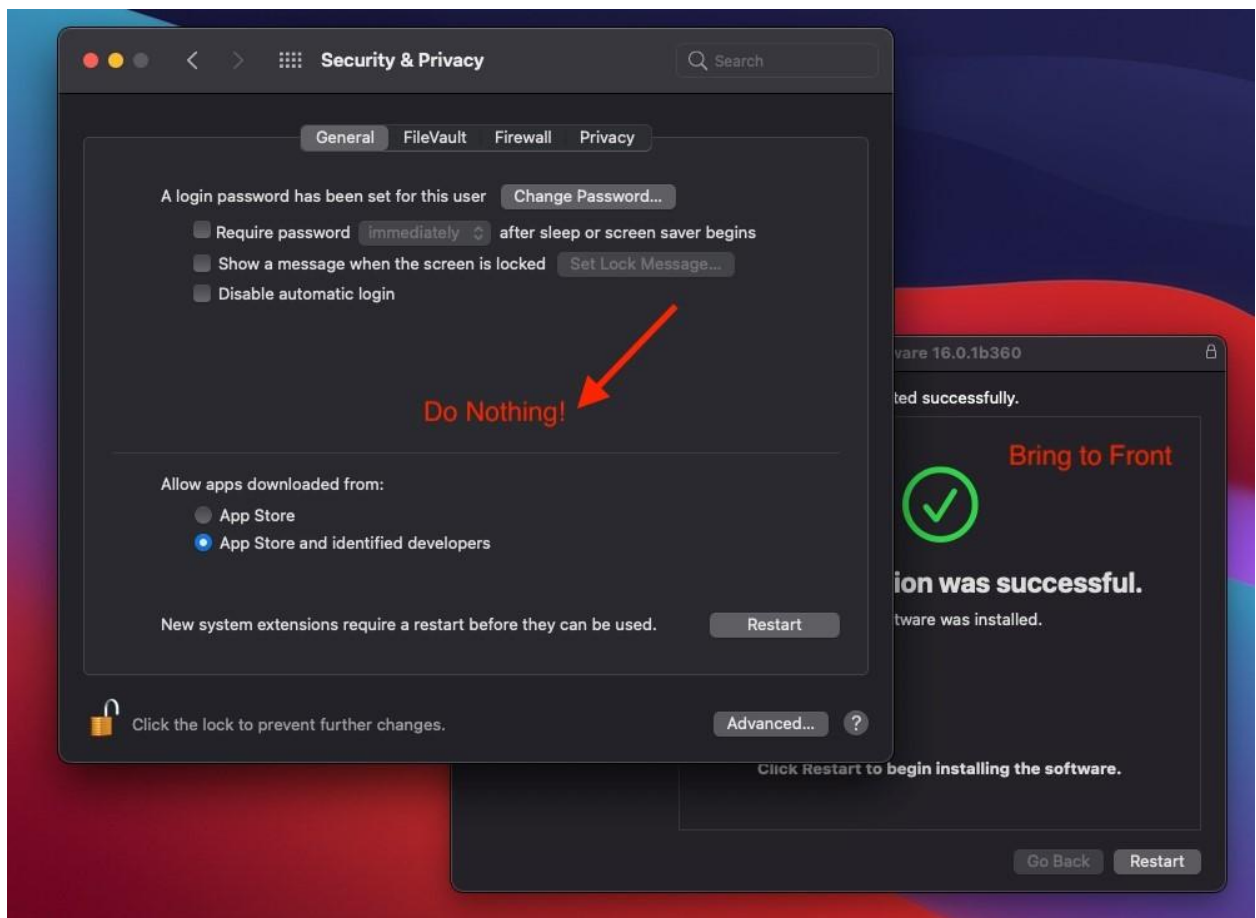 Security & Privacy
Search
General FileVault Firewall Privacy
A login password has been set for this user Change Password...
Require password immediately after sleep or screen saver begins
Show a message when the screen is locked Set Lock Message...
Disable automatic login
Do Nothing!
Allow apps downloaded from:
App Store
App Store and identified developers
New system extensions require a restart before they can be used. Restart
Click the lock to prevent further changes. Advanced... ?
16.0.1b360
successfully.
Bring to Front
was successful.
was installed.
Click Restart to begin installing the software.
Go Back Restart